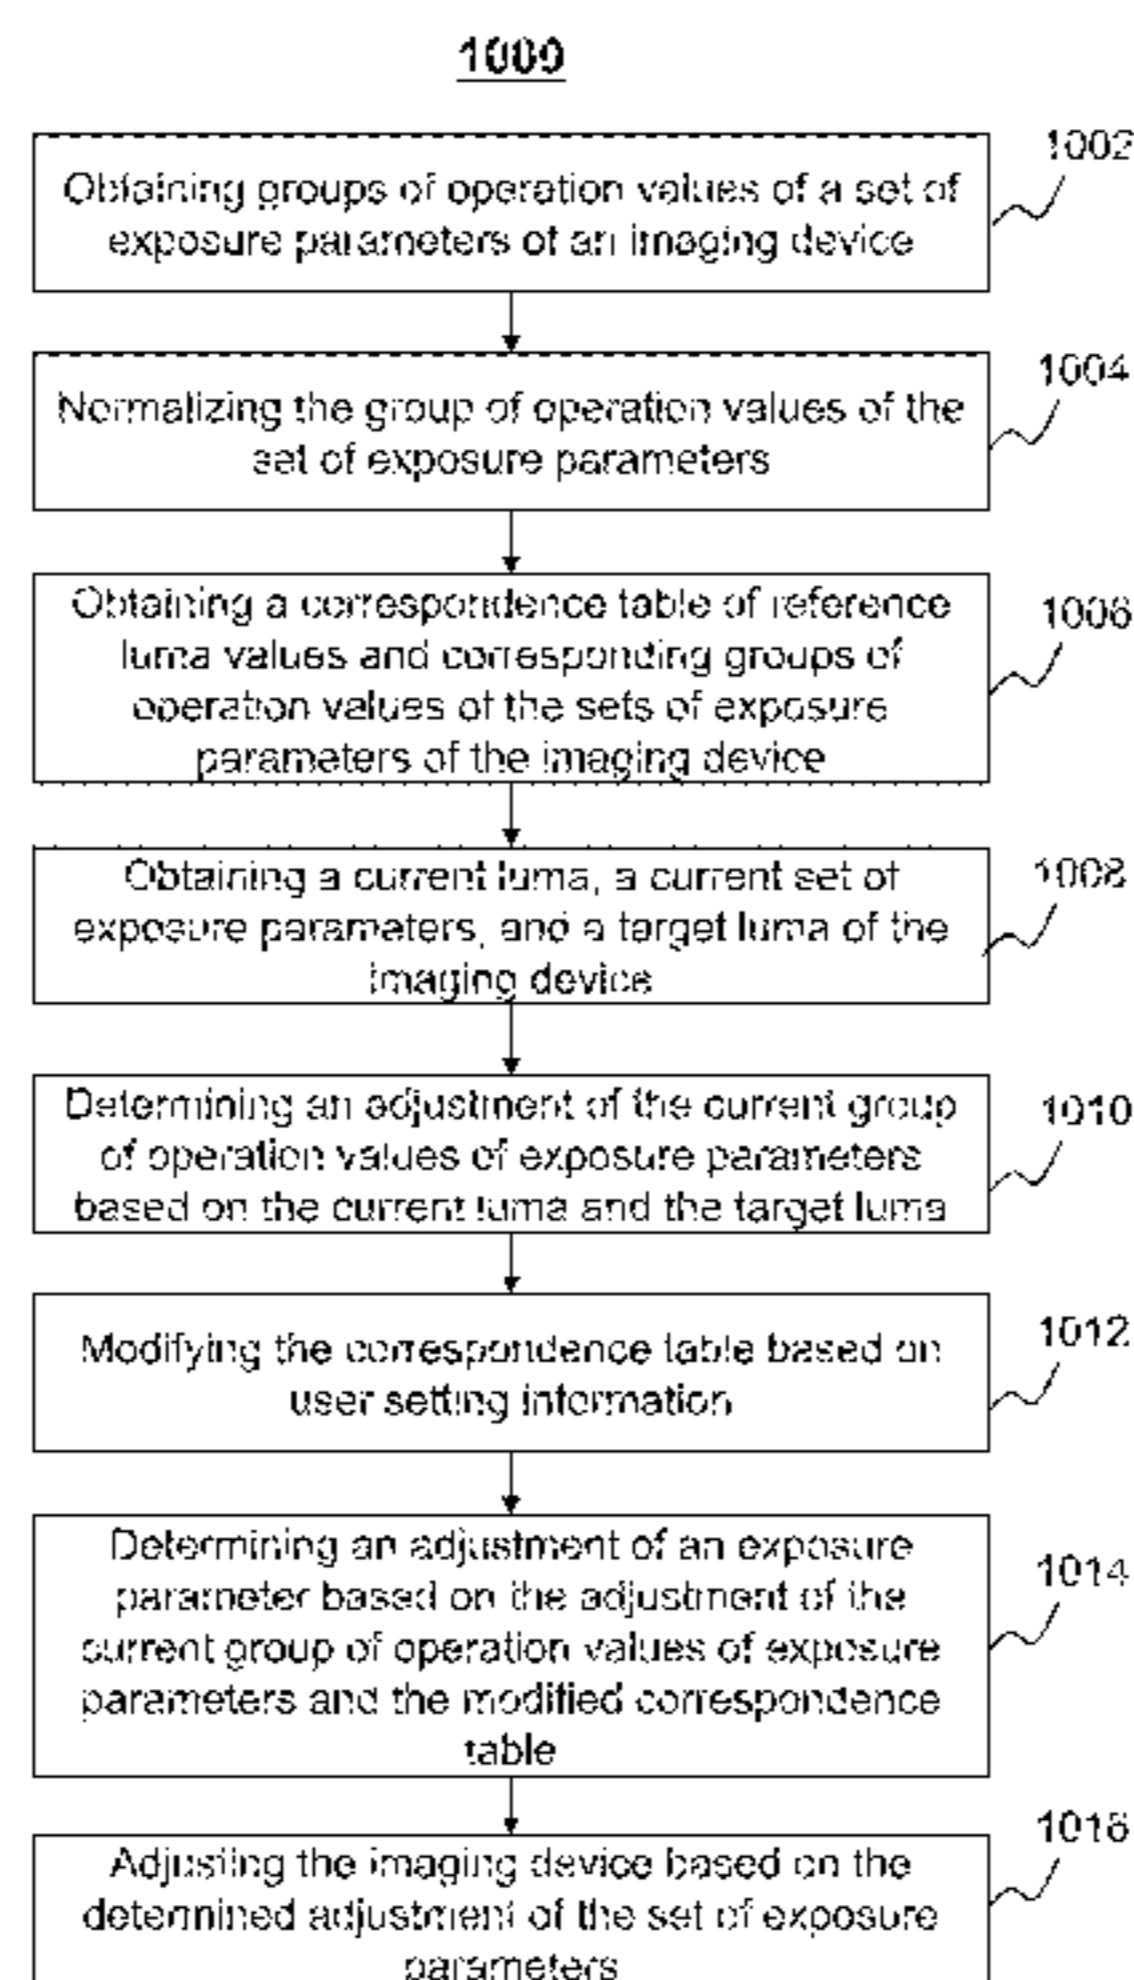 1000
1002
Obtaining groups of operation values of a set of
exposure parameters of an imaging device
1004
Normalizing the group of operation values of the
set of exposure parameters
1006
Obtaining a correspondence table of reference
luma values and corresponding groups of
operation values of the sets of exposure
parameters of the imaging device
1008
Obtaining a current luma, a current set of
exposure parameters, and a target luma of the
imaging device
1010
Determining an adjustment of the current group
of operation values of exposure parameters
based on the current luma and the target luma
1012
Modifying the correspondence table based on
user setting information
1014
Determining an adjustment of an exposure
parameter based on the adjustment of the
current group of operation values of exposure
parameters and the modified correspondence
table
1016
Adjusting the imaging device based on the
determined adjustment of the set of exposure
parameters